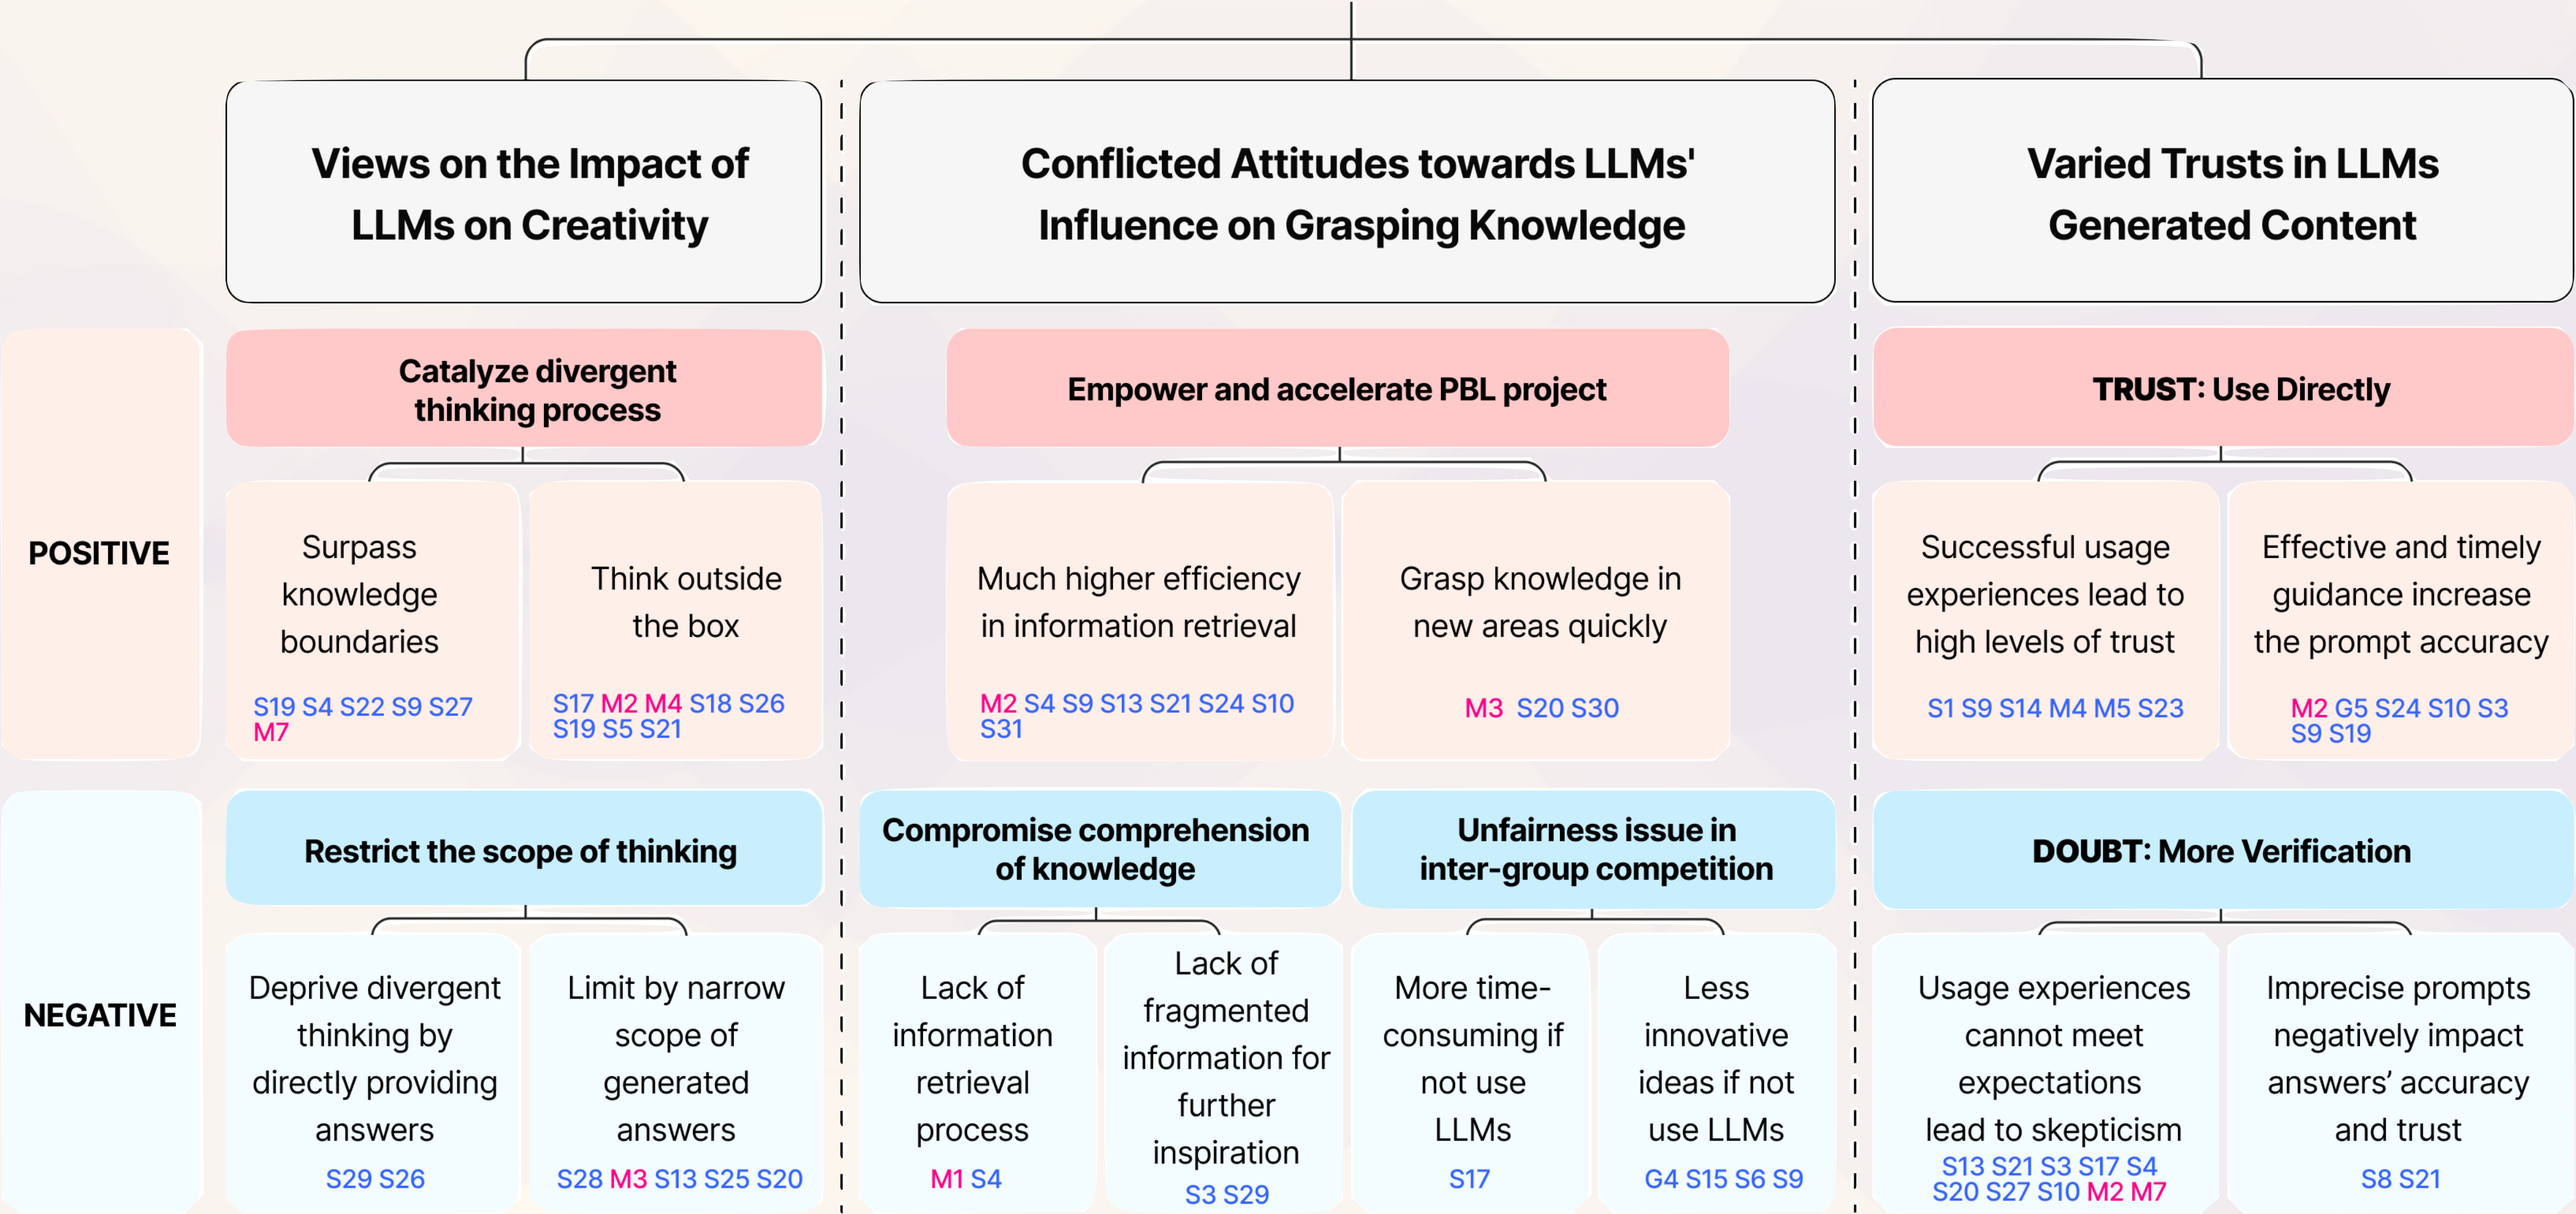 Views on the Impact of
LLMs on Creativity
Conflicted Attitudes towards LLMs'
Influence on Grasping Knowledge
Varied Trusts in LLMs
Generated Content
POSITIVE
Catalyze divergent
thinking process
Surpass
knowledge
boundaries
S19 S4 S22 S9 S27
M7
Think outside
the box
S17 M2 M4 S18 S26
S19 S5 S21
Empower and accelerate PBL project
Much higher efficiency
in information retrieval
M2 S4 S9 S13 S21 S24 S10
S31
Grasp knowledge in
new areas quickly
M3 S20 S30
TRUST: Use Directly
Successful usage
experiences lead to
high levels of trust
S1 S9 S14 M4 M5 S23
Effective and timely
guidance increase
the prompt accuracy
M2 G5 S24 S10 S3
S9 S19
NEGATIVE
Restrict the scope of thinking
Deprive divergent
thinking by
directly providing
answers
S29 S26
Limit by narrow
scope of
generated
answers
S28 M3 S13 S25 S20
Compromise comprehension
of knowledge
Lack of
information
retrieval
process
M1 S4
Lack of
fragmented
information for
further
inspiration
S3 S29
Unfairness issue in
inter-group competition
More time-
consuming if
not use
LLMs
S17
Less
innovative
ideas if not
use LLMs
G4 S15 S6 S9
DOUBT: More Verification
Usage experiences
cannot meet
expectations
lead to skepticism
S13 S21 S3 S17 S4
S20 S27 S10 M2 M7
Imprecise prompts
negatively impact
answers’ accuracy
and trust
S8 S21